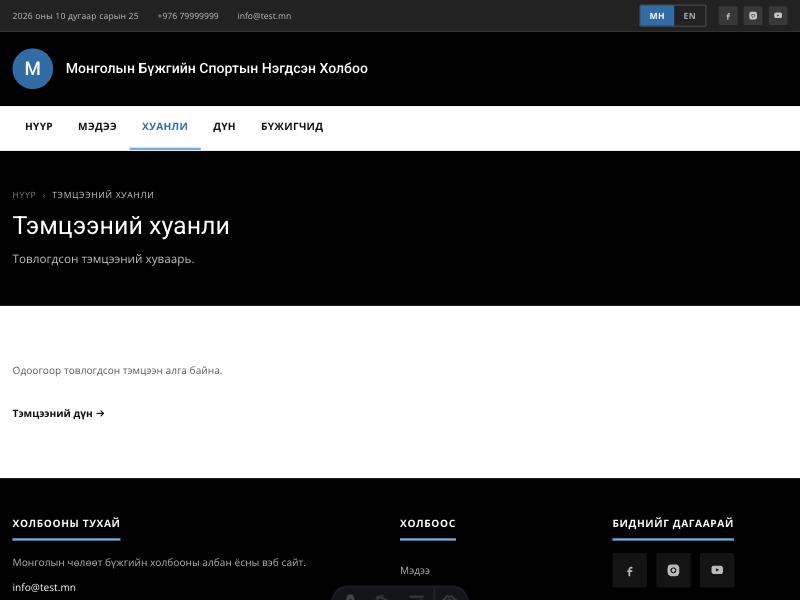 2026 оны 10 дугаар сарын 25
+976 79999999
info@test.mn
МН
EN
М
Монголын Бүжгийн Спортын Нэгдсэн Холбоо
НҮҮР
МЭДЭЭ
ХУАНЛИ
ДҮН
БҮЖИГЧИД
НҮҮР › ТЭМЦЭЭНИЙ ХУАНЛИ
Тэмцээний хуанли
Товлогдсон тэмцээний хуваарь.
Одоогоор товлогдсон тэмцээн алга байна.
Тэмцээний дүн →
ХОЛБООНЫ ТУХАЙ
Монголын чөлөөт бүжгийн холбооны албан ёсны вэб сайт.
info@test.mn
ХОЛБООС
Мэдээ
БИДНИЙГ ДАГААРАЙ